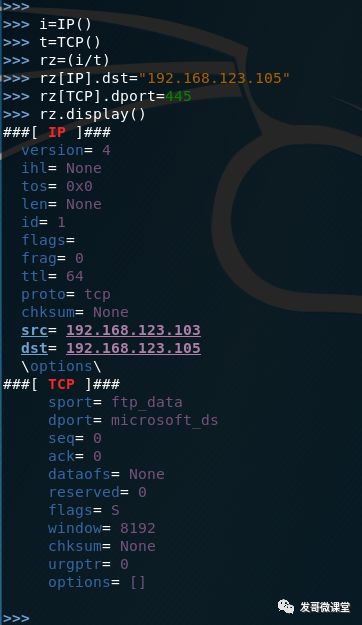 >>>
>>> i=IP()
>>> t=TCP()
>>> rz=(i/t)
>>> rz[IP].dst="192.168.123.105"
>>> rz[TCP].dport=445
>>> rz.display()
###[ IP ]###
  version= 4
  ihl= None
  tos= 0x0
  len= None
  id= 1
  flags=
  frag= 0
  ttl= 64
  proto= tcp
  chksum= None
  src= 192.168.123.103
  dst= 192.168.123.105
  \options\
###[ TCP ]###
     sport= ftp_data
     dport= microsoft_ds
     seq= 0
     ack= 0
     dataofs= None
     reserved= 0
     flags= S
     window= 8192
     chksum= None
     urgptr= 0
     options= []
发哥微课堂
>>>